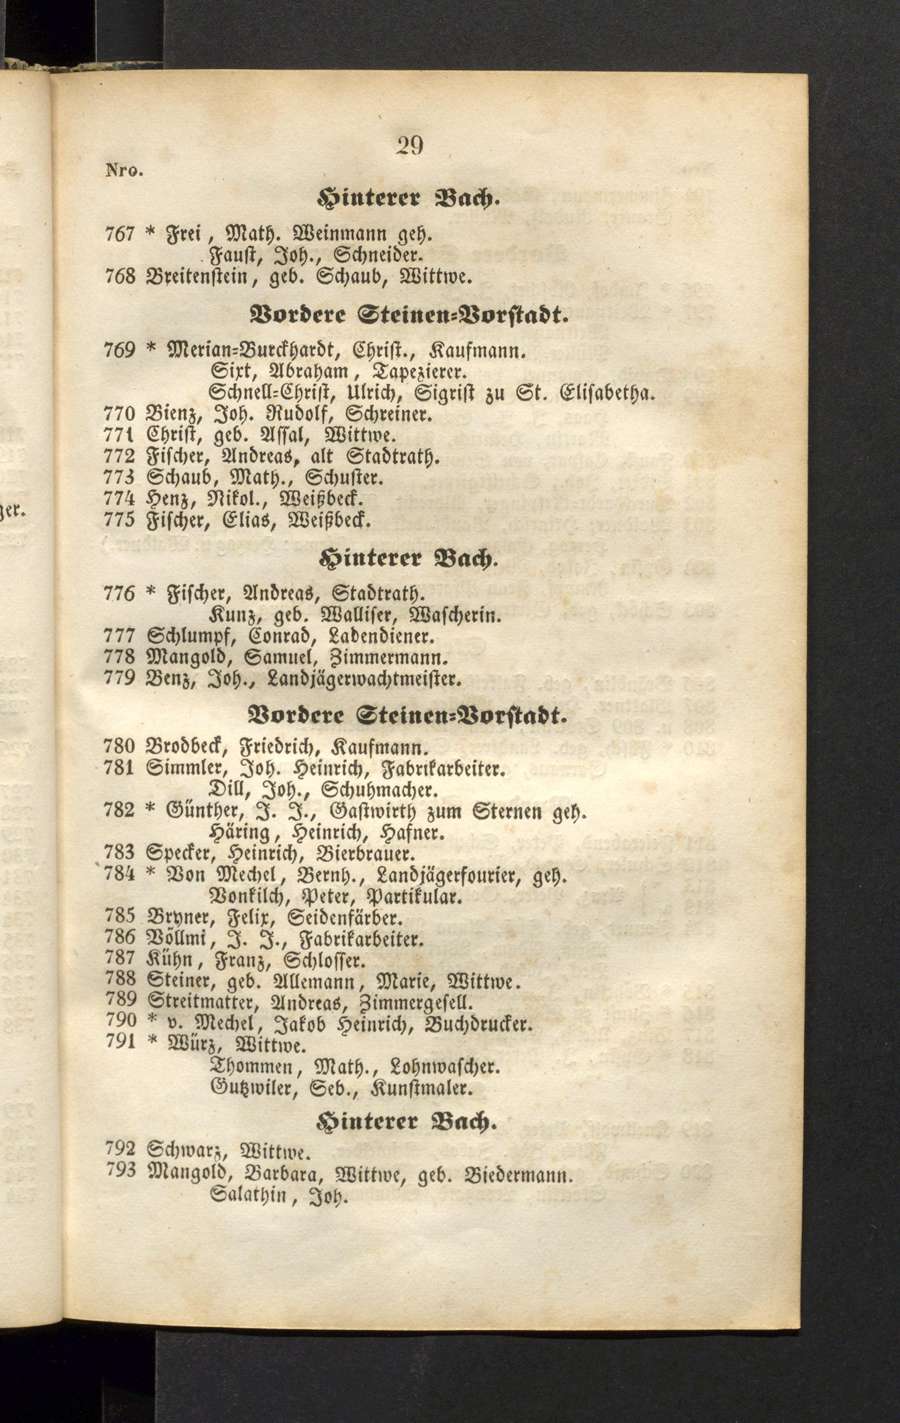 29
Nro.
Hinterer Bach.
767 * Frei, Math. Weinmann geh.
Faust, Joh., Schneider.
768 Breitenstein, geb. Schaub, Wittwe.
Vordere Steinen-Vorstadt.
769 * Merian-Burckhardt, Christ., Kaufmann.
Sixt, Abraham, Tapezierer.
Schnell-Christ, Ulrich, Sigrist zu St. Elisabetha.
770 Bienz, Joh. Rudolf, Schreiner.
771 Christ, geb. Assal, Wittwe.
772 Fischer, Andreas, alt Stadtrath.
773 Schaub, Math., Schuster.
774 Henz, Nikol., Weißbeck.
775 Fischer, Elias, Weißbeck.
ger.
Hinterer Bach.
776 * Fischer, Andreas, Stadtrath.
Kunz, geb. Walliser, Wascherin.
777 Schlumpf, Conrad, Ladendiener.
778 Mangold, Samuel, Zimmermann.
779 Benz, Joh., Landjägerwachtmeister.
Vordere Steinen-Vorstadt.
780 Brodbeck, Friedrich, Kaufmann.
781 Simmler, Joh. Heinrich, Fabrikarbeiter.
Dill, Joh., Schuhmacher.
782 * Günther, J. J., Gastwirth zum Sternen geh.
Häring, Heinrich, Hafner.
783 Specker, Heinrich, Bierbrauer.
784 * Von Mechel, Bernh., Landjägerfourier, geh.
Vonkilch, Peter, Partikular.
785 Bryner, Felix, Seidenfärber.
786 Völlmi, J. J., Fabrikarbeiter.
787 Kühn, Franz, Schlosser.
788 Steiner, geb. Allemann, Marie, Wittwe.
789 Streitmatter, Andreas, Zimmergesell.
790 * v. Mechel, Jakob Heinrich, Buchdrucker.
791 * Würz, Wittwe.
Thommen, Math., Lohnwascher.
Gutzwiler, Seb., Kunstmaler.
Hinterer Bach.
792 Schwarz, Wittwe.
793 Mangold, Barbara, Wittwe, geb. Biedermann.
Salathin, Joh.